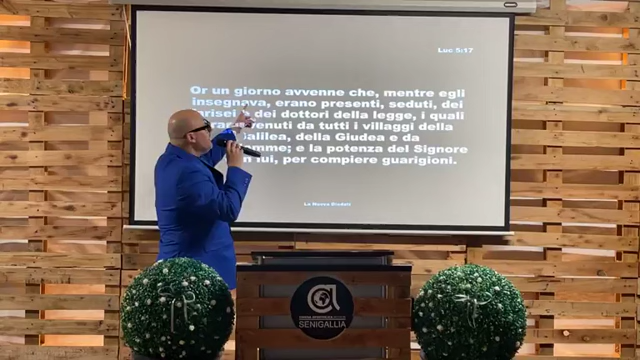 Luc 5:17
Or un giorno avvenne che, mentre egli
insegnava, erano presenti, seduti, dei
dei dottori della legge, i quali
venuti da tutti i villaggi della
della Giudea e da
e la potenza del Signore
lui, per compiere guarigioni.
La Nuova Diodati
SENIGALLIA